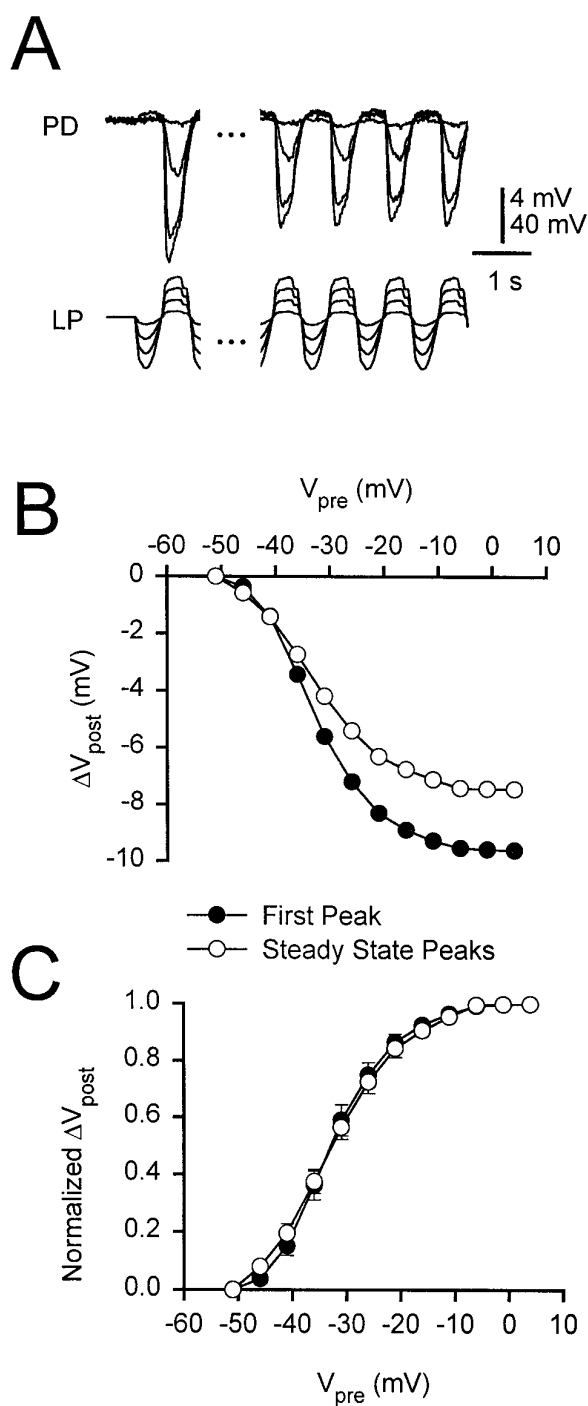 A
PD
...
4 mV
40 mV
1 s
LP
...
B
V_pre (mV)
-60 -50 -40 -30 -20 -10 0 10
0
-2
-4
-6
-8
-10
ΔV_post (mV)
First Peak
Steady State Peaks
C
1.0
0.8
0.6
0.4
0.2
0.0
Normalized ΔV_post
-60 -50 -40 -30 -20 -10 0 10
V_pre (mV)